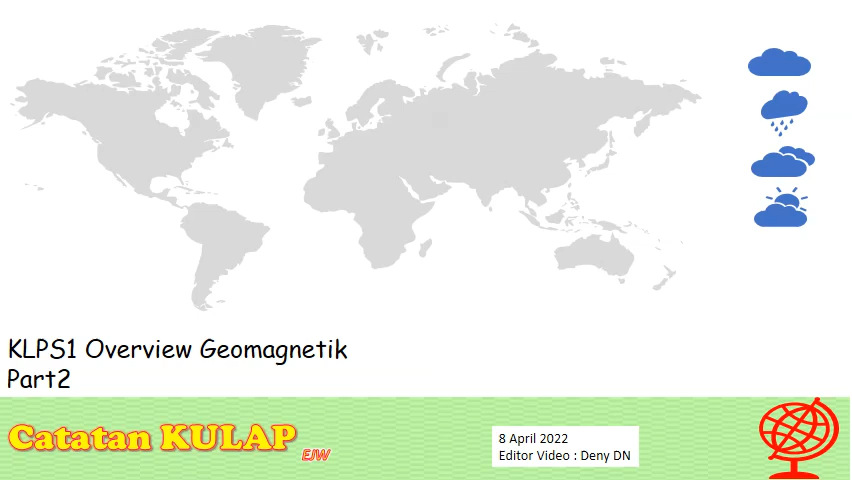 KLPS1 Overview Geomagnetik
Part2
Catatan KULAP
EJW
8 April 2022
Editor Video : Deny DN